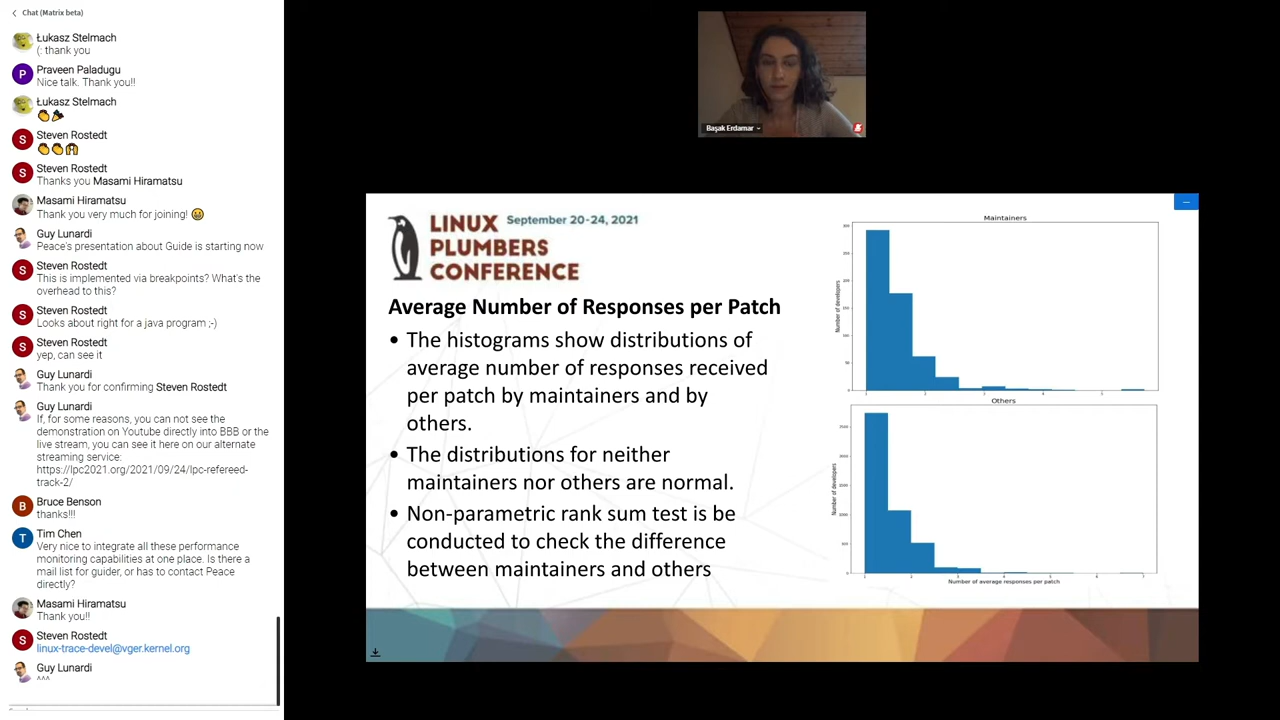 Chat (Matrix beta)
Łukasz Stelmach
(: thank you
P
Praveen Paladugu
Nice talk. Thank you!!
Łukasz Stelmach
S
Steven Rostedt
S
Steven Rostedt
Thanks you Masami Hiramatsu
Masami Hiramatsu
Thank you very much for joining!
Guy Lunardi
Peace's presentation about Guide is starting now
S
Steven Rostedt
This is implemented via breakpoints? What's the
overhead to this?
S
Steven Rostedt
Looks about right for a java program ;-)
S
Steven Rostedt
yep, can see it
Guy Lunardi
Thank you for confirming Steven Rostedt
Guy Lunardi
If, for some reasons, you can not see the
demonstration on Youtube directly into BBB or the
live stream, you can see it here on our alternate
streaming service:
https://lpc2021.org/2021/09/24/lpc-refereed-
track-2/
B
Bruce Benson
thanks!!!
T
Tim Chen
Very nice to integrate all these performance
monitoring capabilities at one place. Is there a
mail list for guider, or has to contact Peace
directly?
Masami Hiramatsu
Thank you!!
S
Steven Rostedt
linux-trace-devel@vger.kernel.org
Guy Lunardi
^^^
Başak Erdamar
LINUX
PLUMBERS
CONFERENCE
September 20-24, 2021
Average Number of Responses per Patch
• The histograms show distributions of
average number of responses received
per patch by maintainers and by
others.
• The distributions for neither
maintainers nor others are normal.
• Non-parametric rank sum test is be
conducted to check the difference
between maintainers and others
Maintainers
Number of developers
Others
Number of developers
Number of average responses per patch